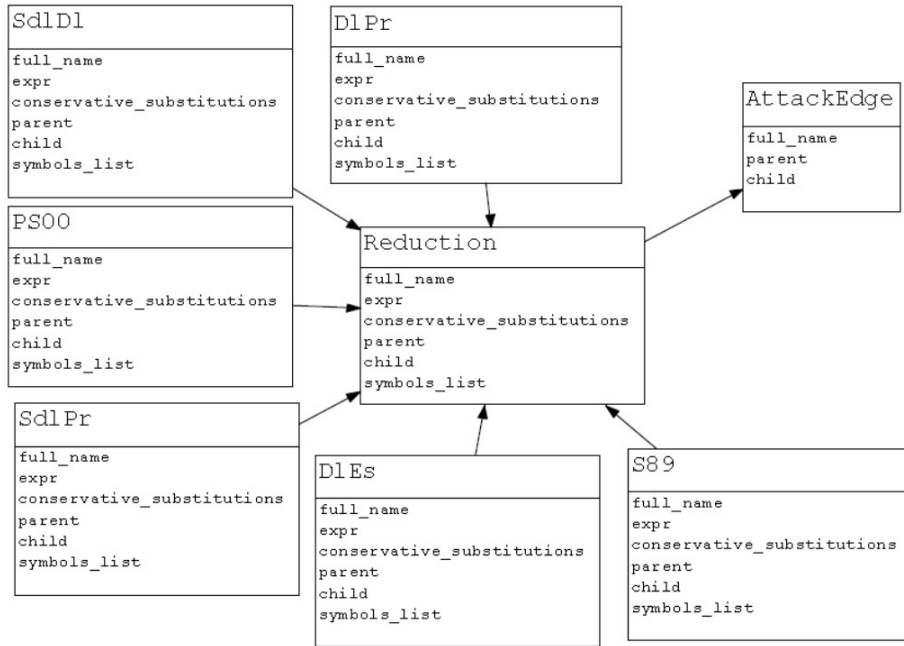 SdlDl
full_name
expr
conservative_substitutions
parent
child
symbols_list
DlPr
full_name
expr
conservative_substitutions
parent
child
symbols_list
AttackEdge
full_name
parent
child
PS00
full_name
expr
conservative_substitutions
parent
child
symbols_list
Reduction
full_name
expr
conservative_substitutions
parent
child
symbols_list
SdlPr
full_name
expr
conservative_substitutions
parent
child
symbols_list
DlEs
full_name
expr
conservative_substitutions
parent
child
symbols_list
S89
full_name
expr
conservative_substitutions
parent
child
symbols_list